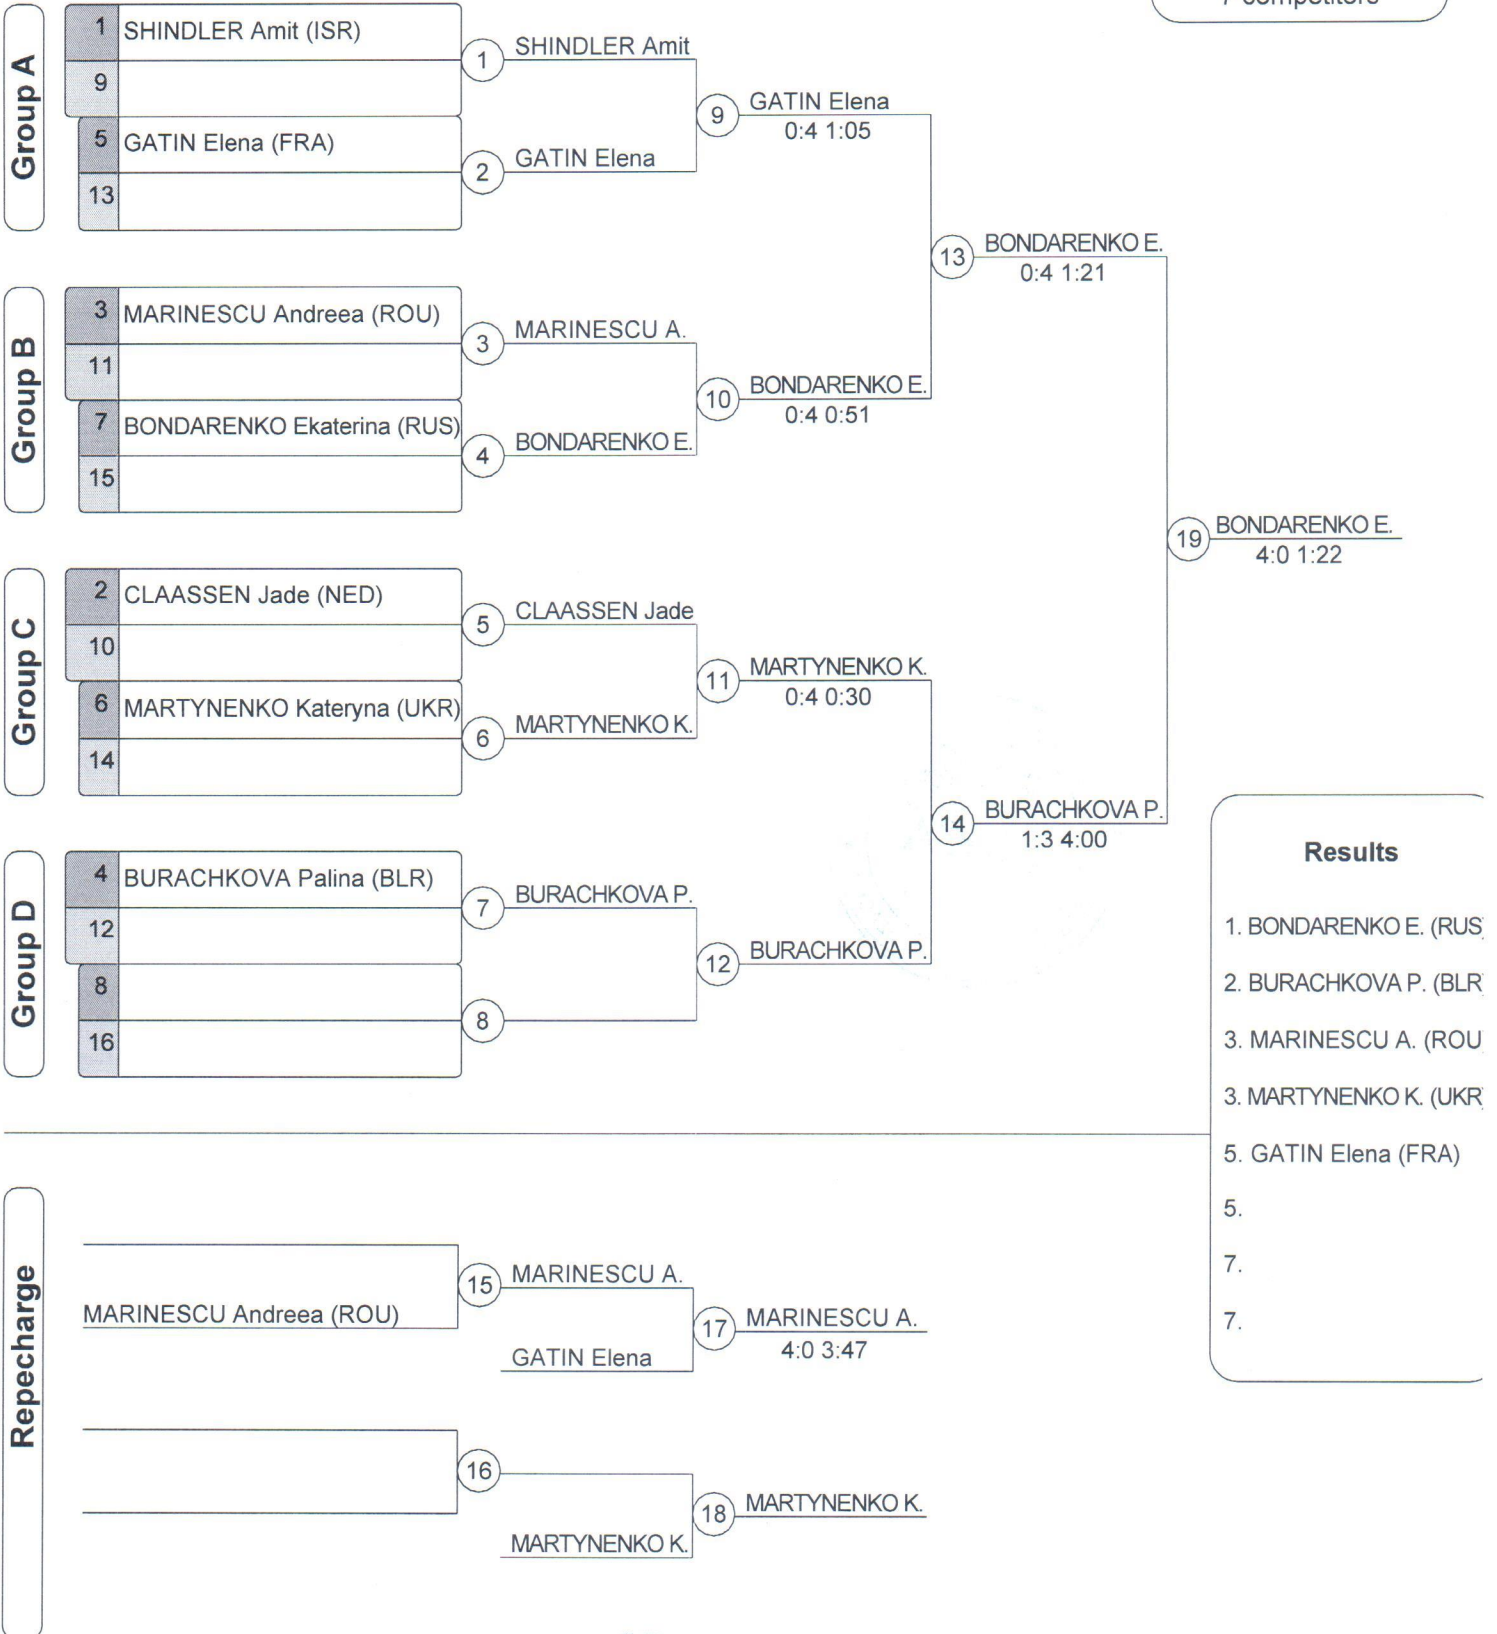 7 competitors
Group A
1 SHINDLER Amit (ISR)
9
5 GATIN Elena (FRA)
13
1 SHINDLER Amit
2 GATIN Elena
9 GATIN Elena
0:4 1:05
Group B
3 MARINESCU Andreea (ROU)
11
7 BONDARENKO Ekaterina (RUS)
15
3 MARINESCU A.
4 BONDARENKO E.
10 BONDARENKO E.
0:4 0:51
13 BONDARENKO E.
0:4 1:21
Group C
2 CLAASSEN Jade (NED)
10
6 MARTYNENKO Kateryna (UKR)
14
5 CLAASSEN Jade
6 MARTYNENKO K.
11 MARTYNENKO K.
0:4 0:30
Group D
4 BURACHKOVA Palina (BLR)
12
8
16
7 BURACHKOVA P.
8
12 BURACHKOVA P.
14 BURACHKOVA P.
1:3 4:00
19 BONDARENKO E.
4:0 1:22
Results
1. BONDARENKO E. (RUS
2. BURACHKOVA P. (BLR
3. MARINESCU A. (ROU
3. MARTYNENKO K. (UKR
5. GATIN Elena (FRA)
5.
7.
7.
Repecharge
MARINESCU Andreea (ROU)
15 MARINESCU A.
GATIN Elena
17 MARINESCU A.
4:0 3:47
16
MARTYNENKO K.
18 MARTYNENKO K.